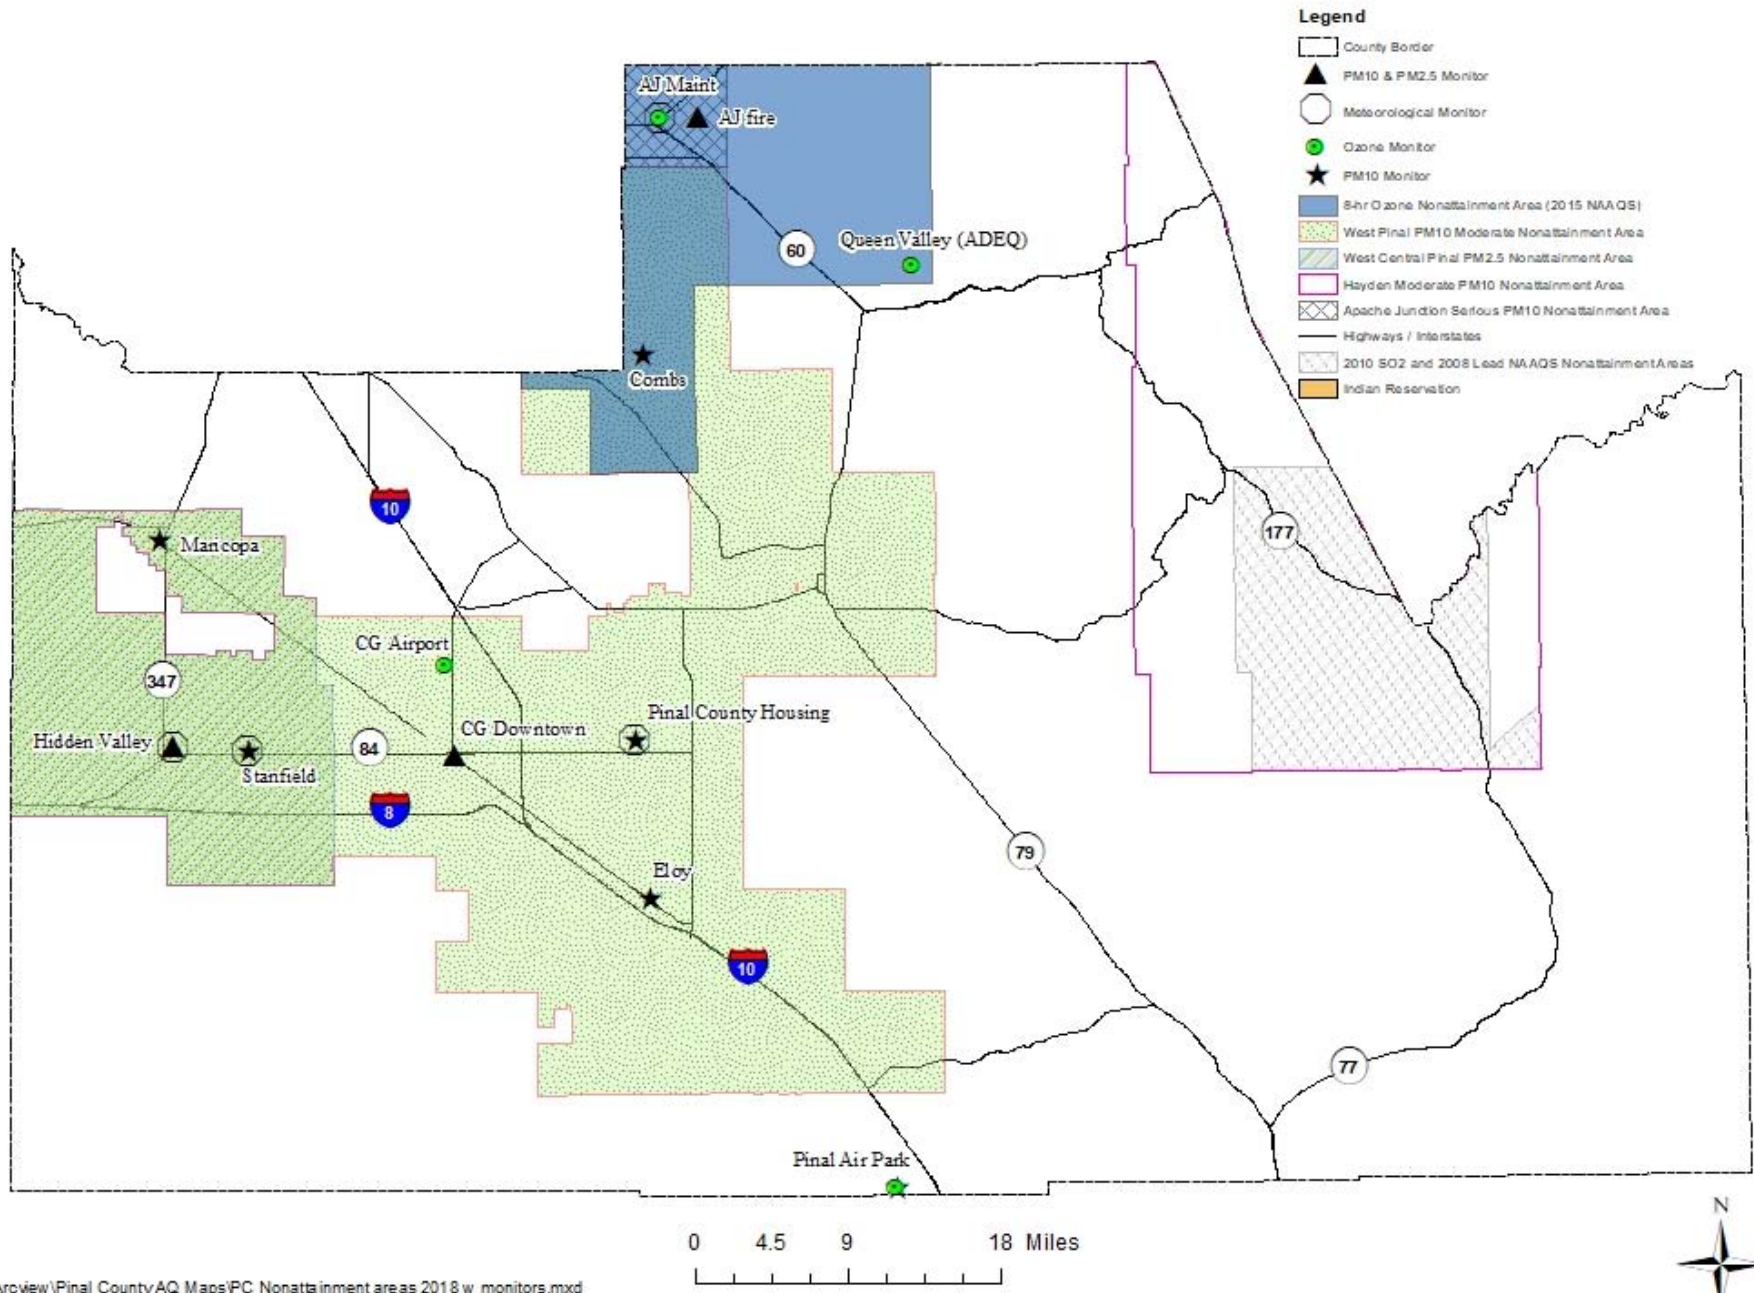 Legend
County Border
PM10 & PM2.5 Monitor
Meteorological Monitor
Ozone Monitor
PM10 Monitor
8-hr Ozone Nonattainment Area (2015 NAAQS)
West Pinal PM10 Moderate Nonattainment Area
West Central Pinal PM2.5 Nonattainment Area
Hayden Moderate PM10 Nonattainment Area
Apache Junction Serious PM10 Nonattainment Area
Highways / Interstates
2010 SO2 and 2008 Lead NAAQS Nonattainment Areas
Indian Reservation
AJ Maint
AJ fire
60
Queen Valley (ADEQ)
Combs
10
177
Maricopa
CG Airport
347
Hidden Valley
Stanfield
84
CG Downtown
Pinal County Housing
8
79
Eloy
10
77
Pinal Air Park
N
0 4.5 9 18 Miles
Arcview\Pinal County AQ Maps\PC Nonattainment areas 2018 w monitors.mxd